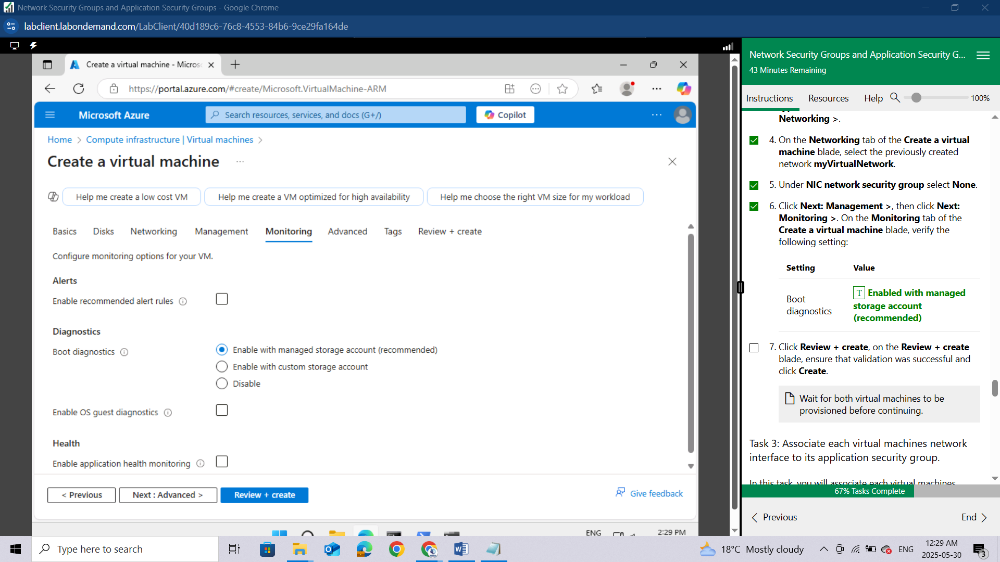 Network Security Groups and Application Security Groups - Google Chrome
labclient.labondemand.com/LabClient/40d189c6-76c8-4553-84b6-9ce29fa164de
Create a virtual machine - Micros
https://portal.azure.com/#create/Microsoft.VirtualMachine-ARM
Microsoft Azure
Search resources, services, and docs (G+/)
Copilot
Home > Compute infrastructure | Virtual machines >
Create a virtual machine ...
Help me create a low cost VM
Help me create a VM optimized for high availability
Help me choose the right VM size for my workload
Basics Disks Networking Management Monitoring Advanced Tags Review + create
Configure monitoring options for your VM.
Alerts
Enable recommended alert rules
Diagnostics
Boot diagnostics
Enable with managed storage account (recommended)
Enable with custom storage account
Disable
Enable OS guest diagnostics
Health
Enable application health monitoring
< Previous
Next : Advanced >
Review + create
Give feedback
ENG
2:29 PM
Network Security Groups and Application Security G...
43 Minutes Remaining
Instructions Resources Help 100%
Networking >.
4. On the Networking tab of the Create a virtual
machine blade, select the previously created
network myVirtualNetwork.
5. Under NIC network security group select None.
6. Click Next: Management >, then click Next:
Monitoring >. On the Monitoring tab of the
Create a virtual machine blade, verify the
following setting:
Setting Value
Boot
diagnostics
T Enabled with managed
storage account
(recommended)
7. Click Review + create, on the Review + create
blade, ensure that validation was successful and
click Create.
Wait for both virtual machines to be
provisioned before continuing.
Task 3: Associate each virtual machines network
interface to its application security group.
In this task, you will associate each virtual machines
67% Tasks Complete
Previous
End
Type here to search
18°C Mostly cloudy
ENG
12:29 AM
2025-05-30
3